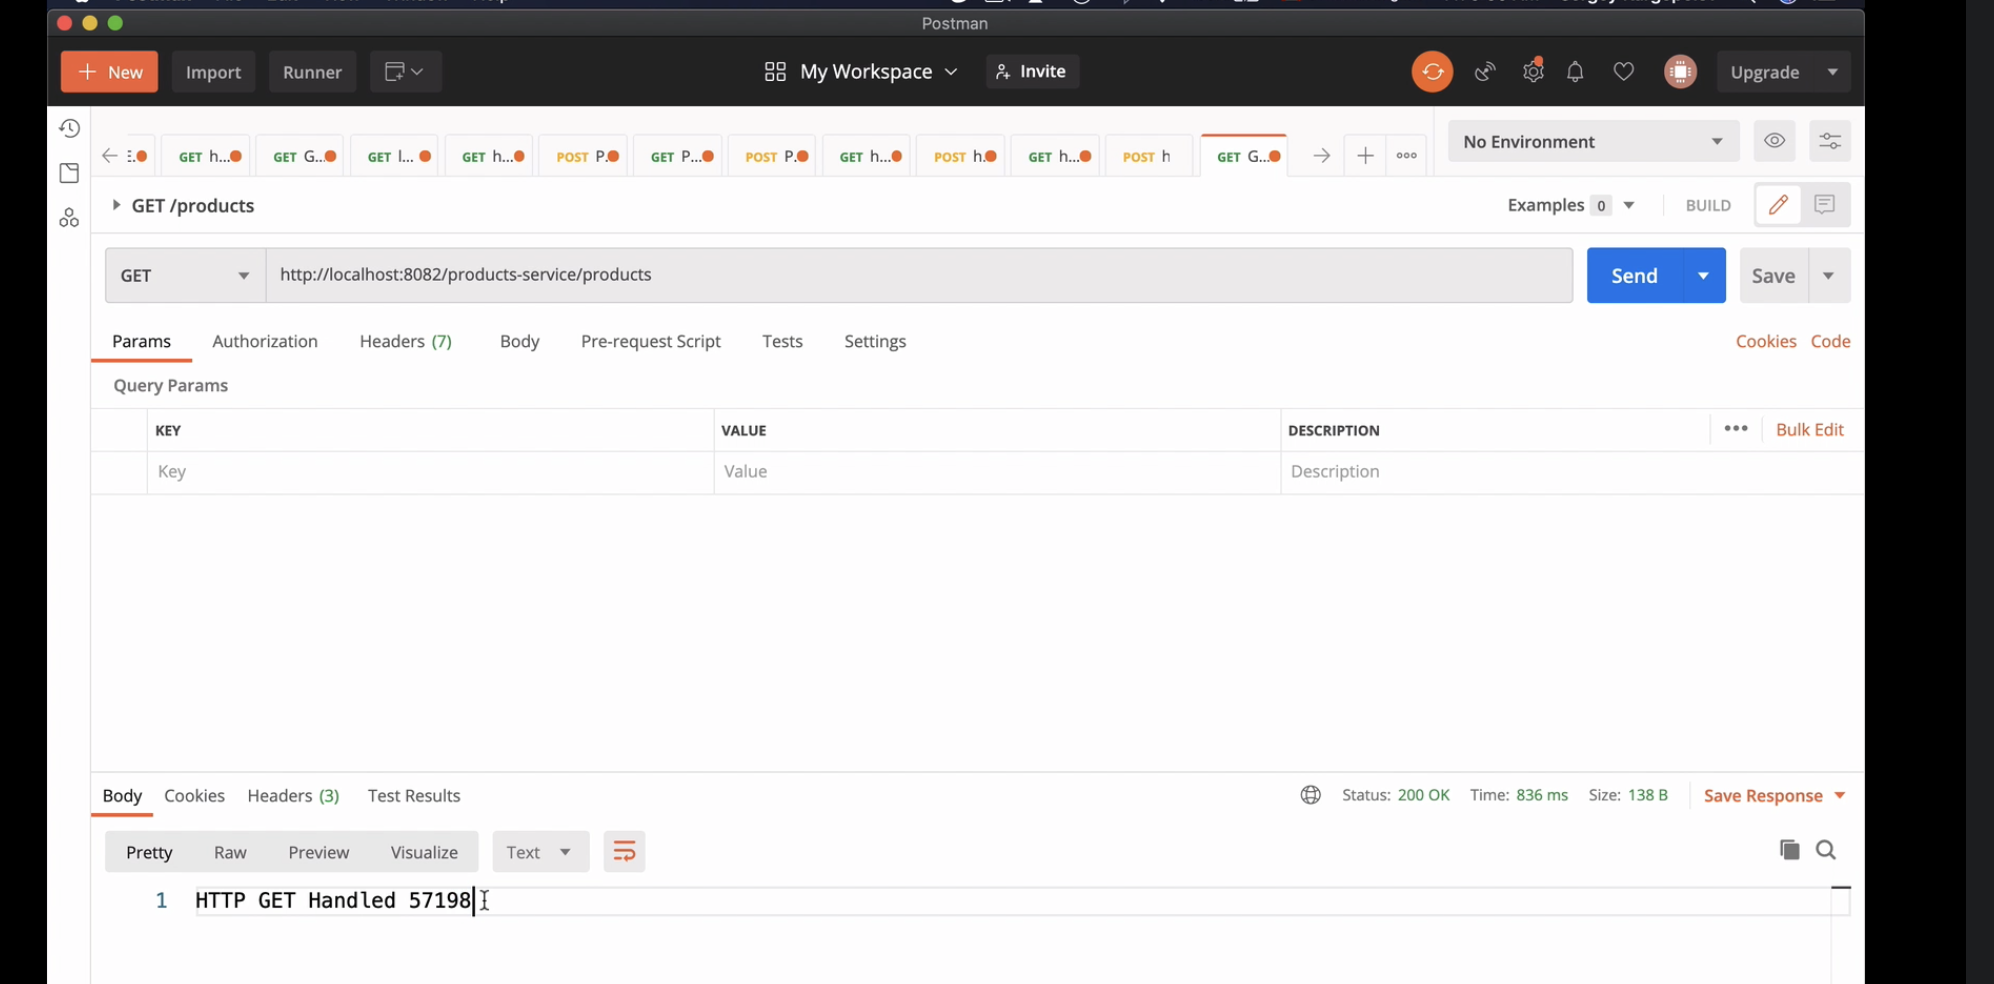 Postman
New
Import
Runner
My Workspace
Invite
Upgrade
GET h...
GET G...
GET l...
GET h...
POST P.
GET P...
POST P.
GET h...
POST h.
GET h...
POST h
GET G...
No Environment
GET /products
Examples 0
BUILD
GET
http://localhost:8082/products-service/products
Send
Save
Params
Authorization
Headers (7)
Body
Pre-request Script
Tests
Settings
Cookies
Code
Query Params
KEY
VALUE
DESCRIPTION
Bulk Edit
Key
Value
Description
Body
Cookies
Headers (3)
Test Results
Status: 200 OK
Time: 836 ms
Size: 138 B
Save Response
Pretty
Raw
Preview
Visualize
Text
1 HTTP GET Handled 57198